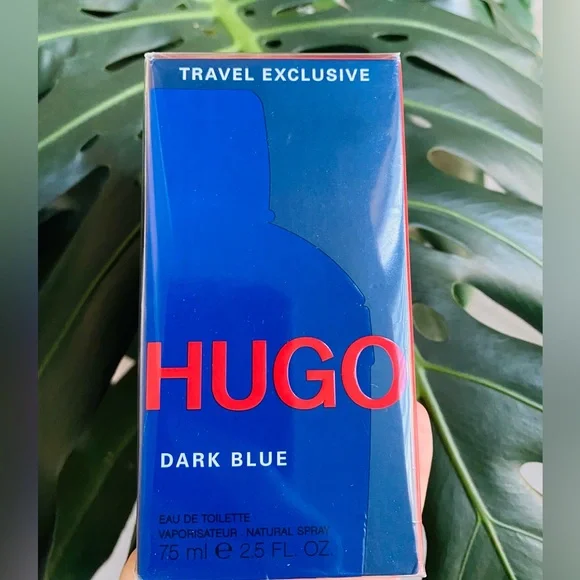 TRAVEL EXCLUSIVE
HUGO
DARK BLUE
EAU DE TOILETTE
VAPORISATEUR NATURAL SPRAY
75 ml ℮ 2.5 FL. OZ.